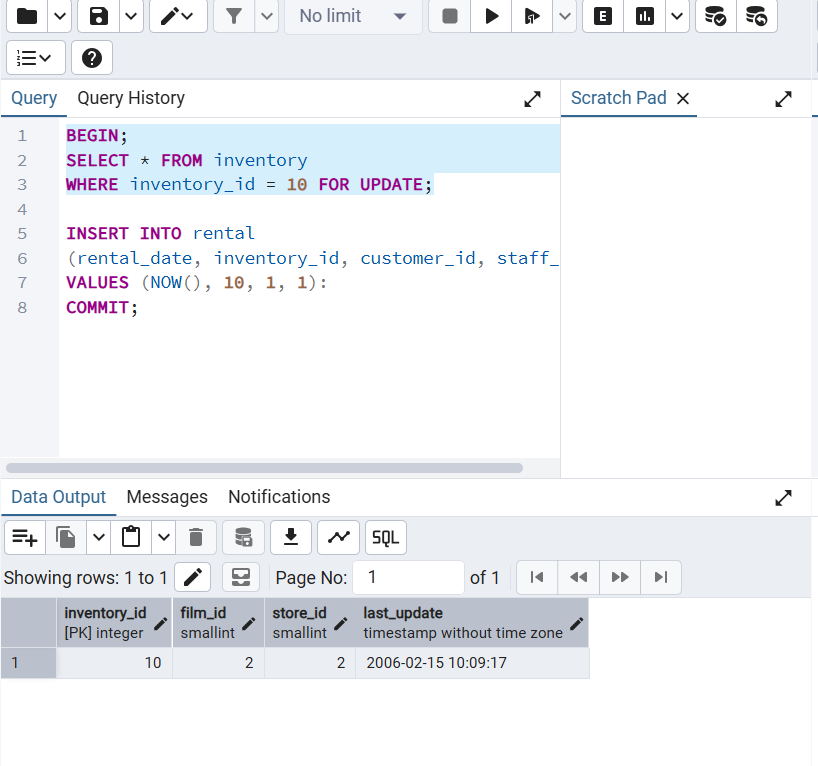 No limit
E
Query
Query History
Scratch Pad
1 BEGIN;
2 SELECT * FROM inventory
3 WHERE inventory_id = 10 FOR UPDATE;
4
5 INSERT INTO rental
6 (rental_date, inventory_id, customer_id, staff_
7 VALUES (NOW(), 10, 1, 1):
8 COMMIT;
Data Output
Messages
Notifications
SQL
Showing rows: 1 to 1
Page No: 1 of 1
inventory_id film_id store_id last_update
[PK] integer smallint smallint timestamp without time zone
1 10 2 2 2006-02-15 10:09:17